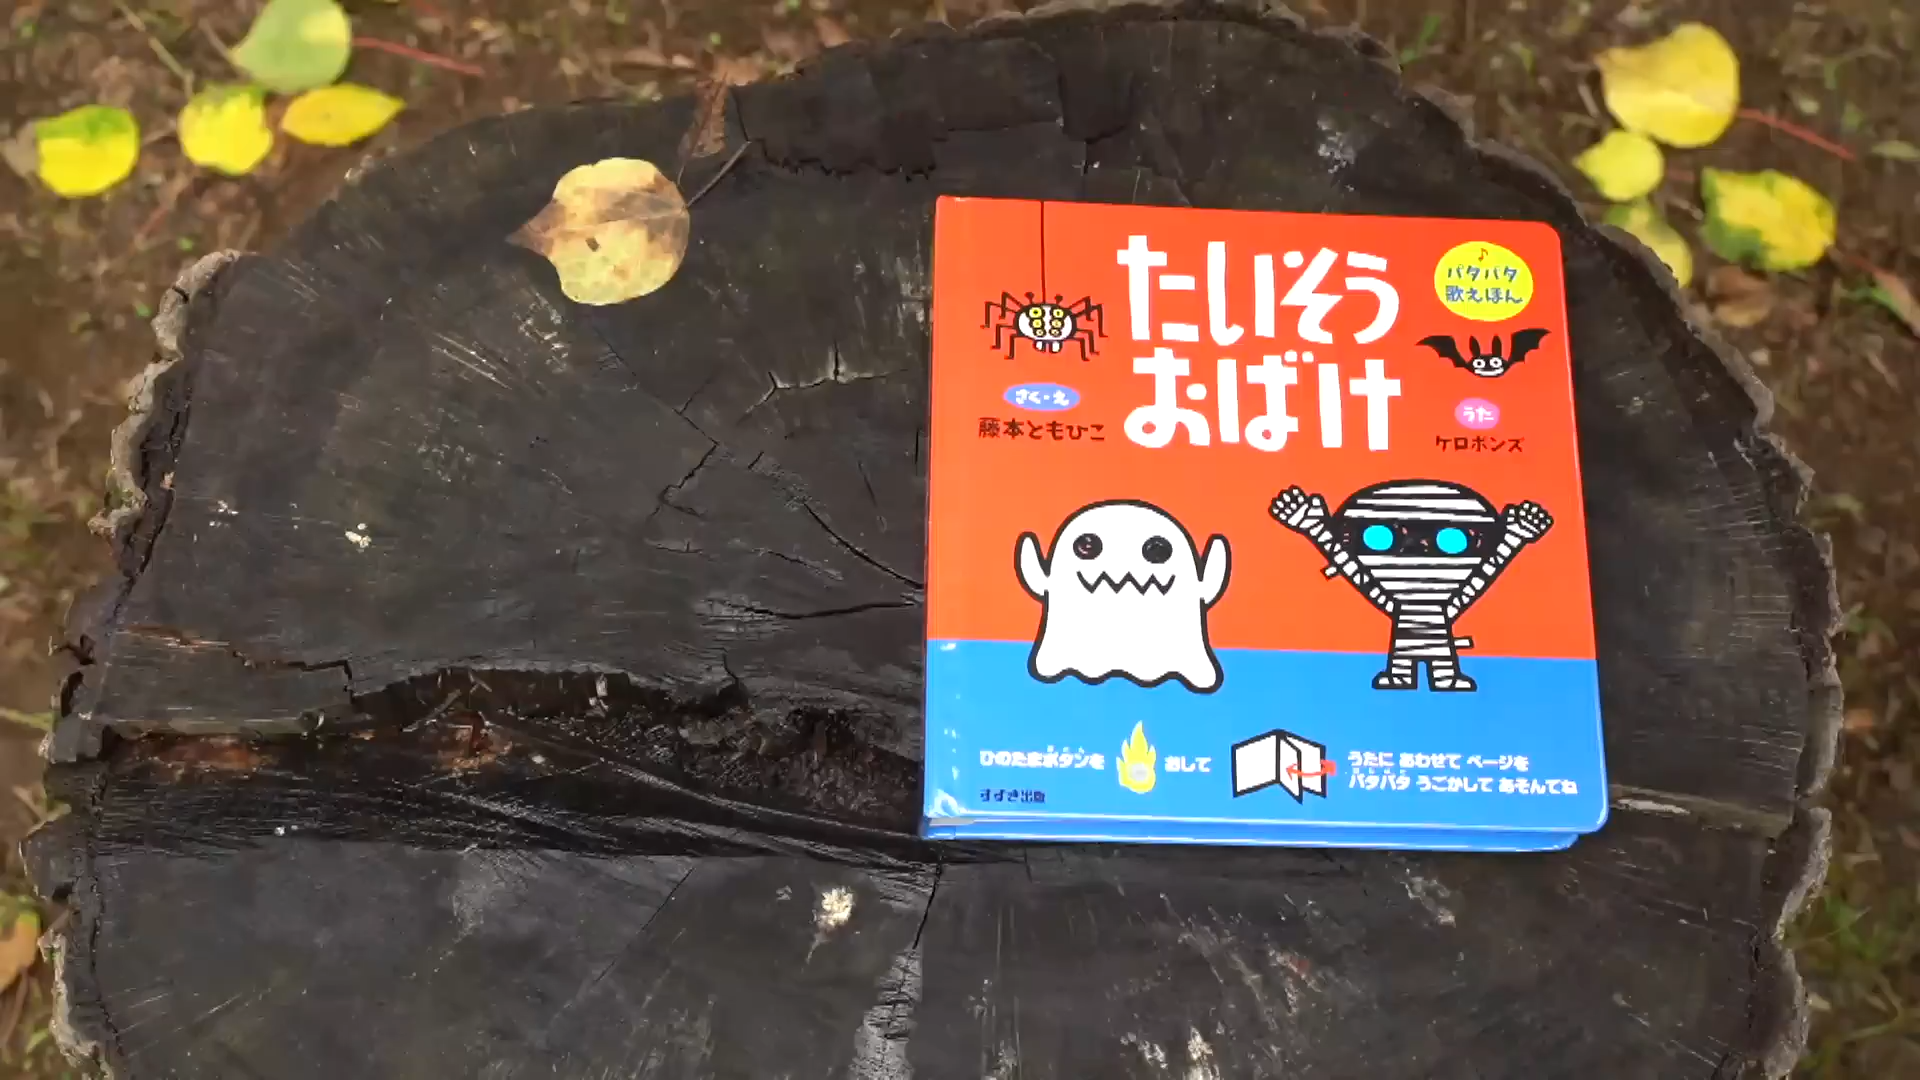 たいそう
おばけ
♪
パタパタ
歌えほん
さく・え
藤本ともひこ
うた
ケロポンズ
ひのたまボタンを
おして
うたに あわせて ページを
パタパタ うごかして あそんでね
すずき出版